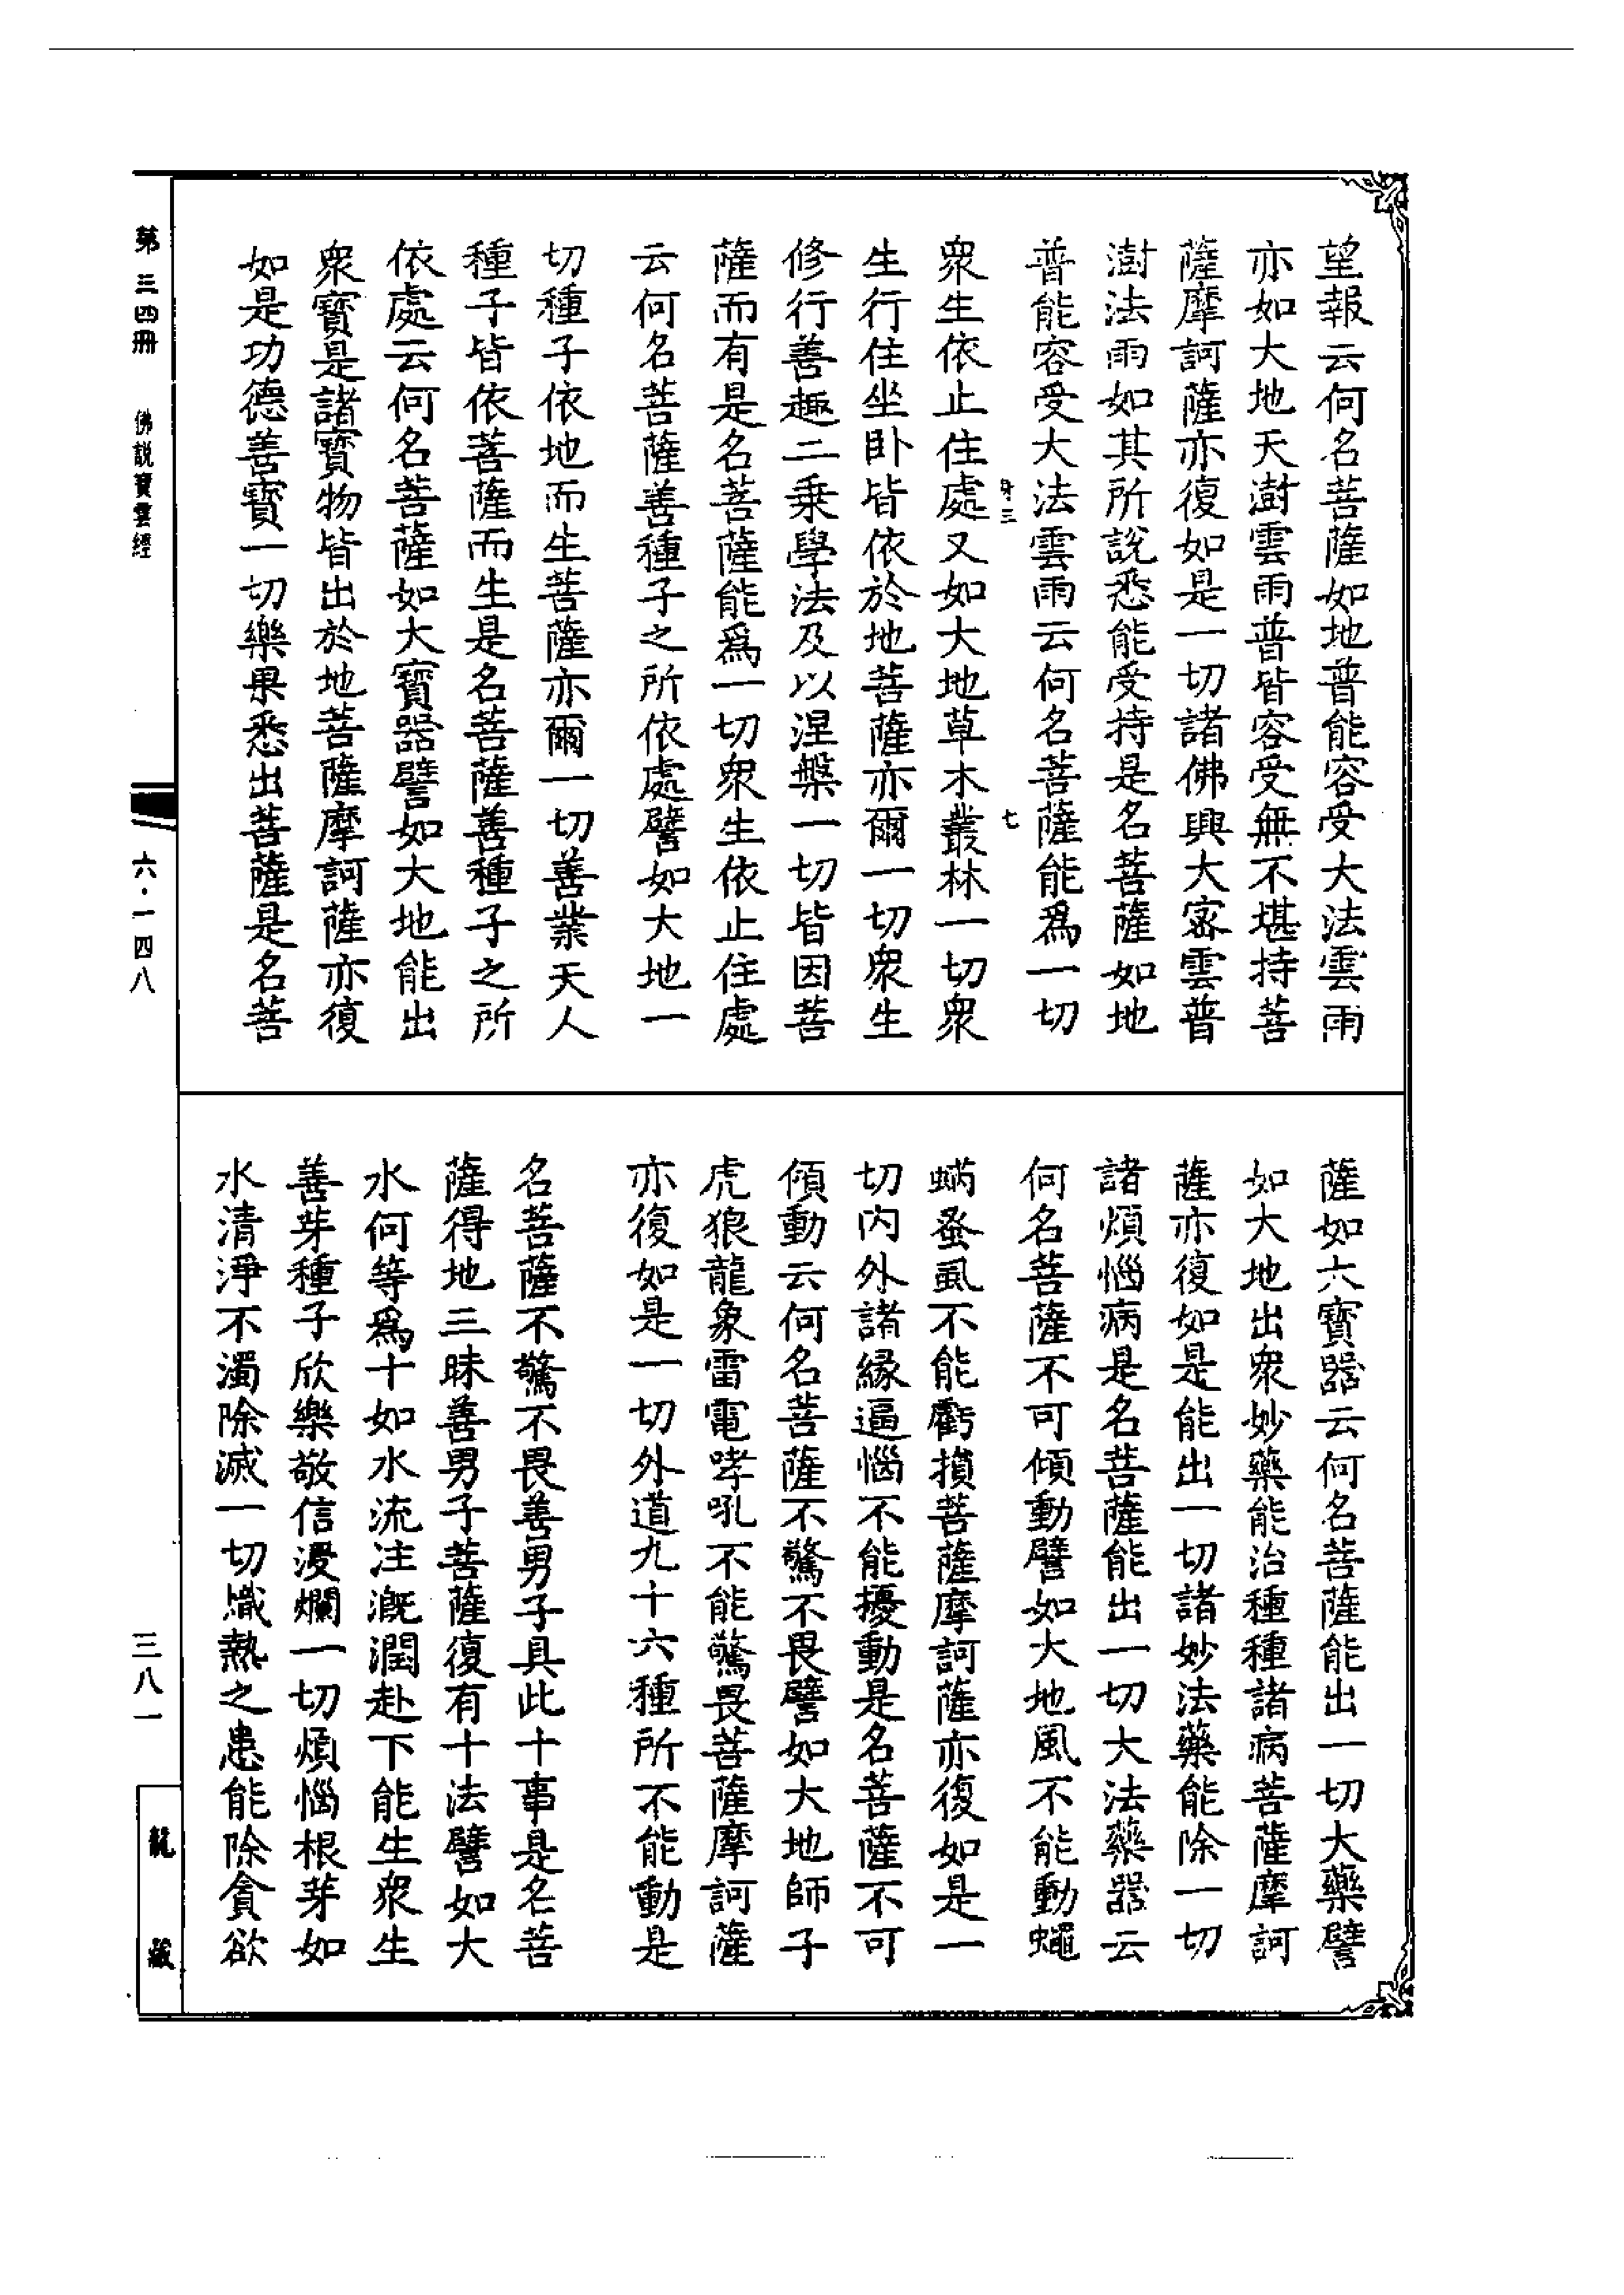 望報云何名菩薩如地普能容受大法雲雨
亦如大地天澍雲雨普皆容受無不堪持菩
薩摩訶薩亦復如是一切諸佛興大密雲普
澍法雨如其所說悉能受持是名菩薩如地
普能容受大法雲雨云何名菩薩能爲一切
七
衆生依止住處又如大地草木叢林一切衆
生行住坐卧皆依於地菩薩亦爾一切衆生
修行善趣二乗學法及以涅槃一切皆因菩
薩而有是名菩薩能爲一切衆生依止住處
云何名菩薩善種子之所依處譬如大地一
切種子依地而生菩薩亦爾一切善業天人
種子皆依菩薩而生是名菩薩善種子之所
依處云何名菩薩如大寶器譬如大地能出
衆寶是諸寶物皆出於地菩薩摩訶薩亦復
如是功德善寶一切樂果悉出菩薩是名菩
薩如大寶器云何名菩薩能出一切大藥譬
如大地出衆妙藥能治種種諸病菩薩摩訶
薩亦復如是能出一切諸妙法藥能除一切
諸煩惱病是名菩薩能出一切大法藥器云
何名菩薩不可傾動譬如大地風不能動蠅
蜹蚤虱不能虧損菩薩摩訶薩亦復如是一
切内外諸緣逼惱不能擾動是名菩薩不可
傾動云何名菩薩不驚不畏譬如大地師子
虎狼龍象雷電哮吼不能驚畏菩薩摩訶薩
亦復如是一切外道九十六種所不能動是
名菩薩不驚不畏善男子具此十事是名菩
薩得地三昧善男子菩薩復有十法譬如大
水何等爲十如水流注漑潤赴下能生衆生
善芽種子欣樂敬信漫爛一切煩惱根芽如
水清淨不濁除滅一切熾熱之患能除貪欲
第三四冊 佛説寶雲經
六·一四八
三八一
龍藏